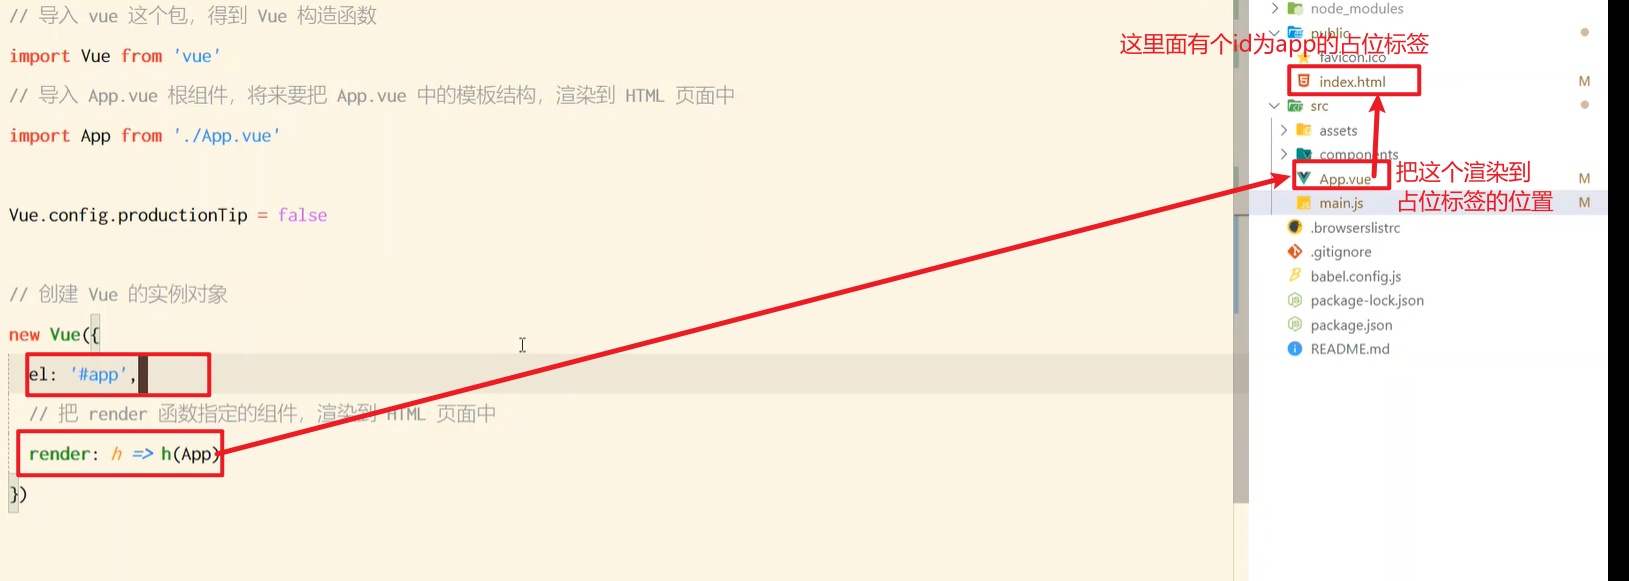 // 导入 vue 这个包，得到 Vue 构造函数
import Vue from 'vue'
// 导入 App.vue 根组件，将来要把 App.vue 中的模板结构，渲染到 HTML 页面中
import App from './App.vue'
Vue.config.productionTip = false
// 创建 Vue 的实例对象
new Vue({
el: '#app',
// 把 render 函数指定的组件，渲染到 HTML 页面中
render: h => h(App)
})
node_modules
public
这里面有个id为app的占位标签
favicon.ico
index.html M
src
assets
components
App.vue M
把这个渲染到
占位标签的位置
main.js M
.browserslistrc
.gitignore
babel.config.js
package-lock.json
package.json
README.md